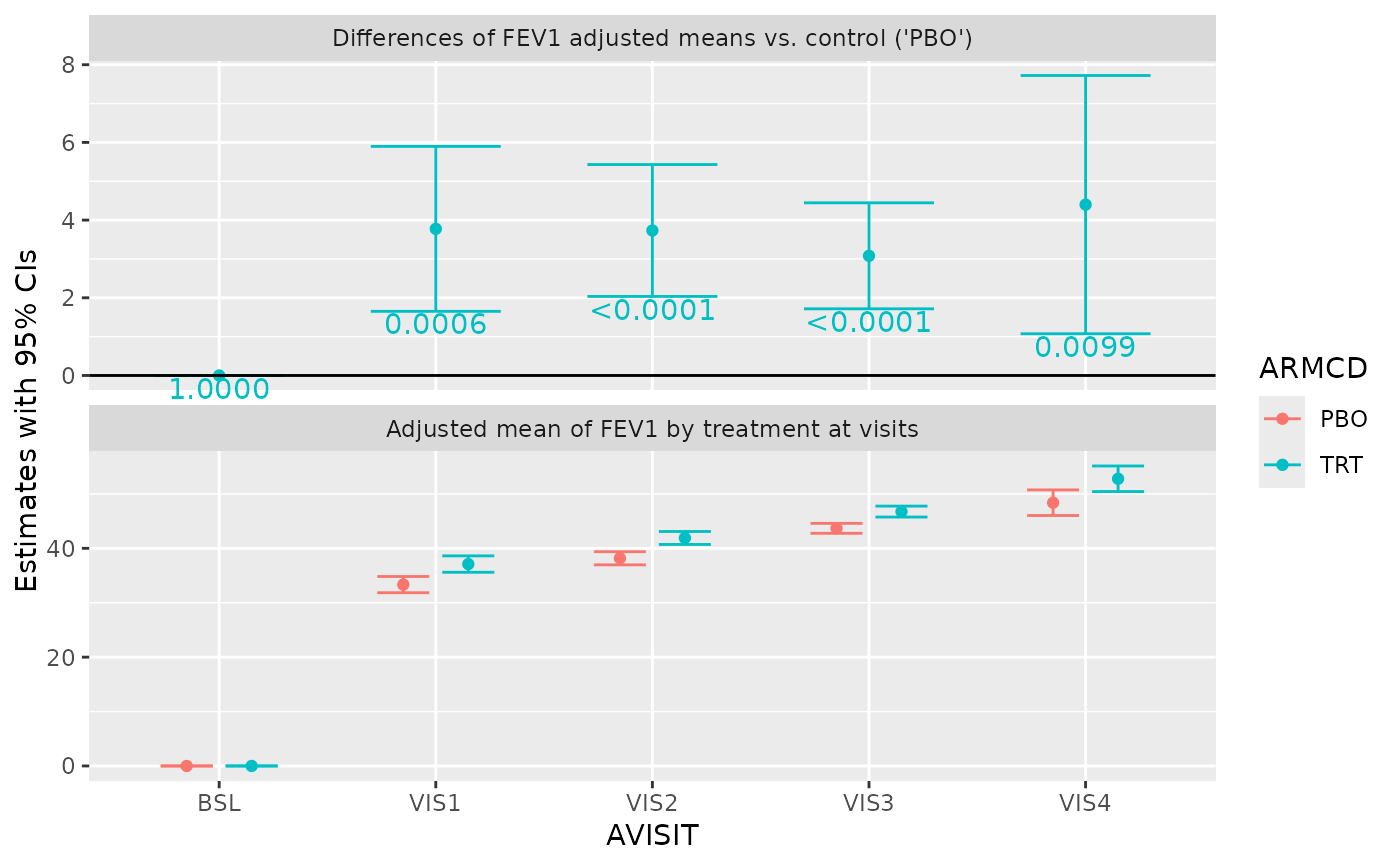 Differences of FEV1 adjusted means vs. control ('PBO')
8
6
4
2
0
0.0006
<0.0001
<0.0001
0.0099
1.0000
Estimates with 95% CIs
Adjusted mean of FEV1 by treatment at visits
40
20
0
BSL VIS1 VIS2 VIS3 VIS4
AVISIT
ARMCD
PBO
TRT